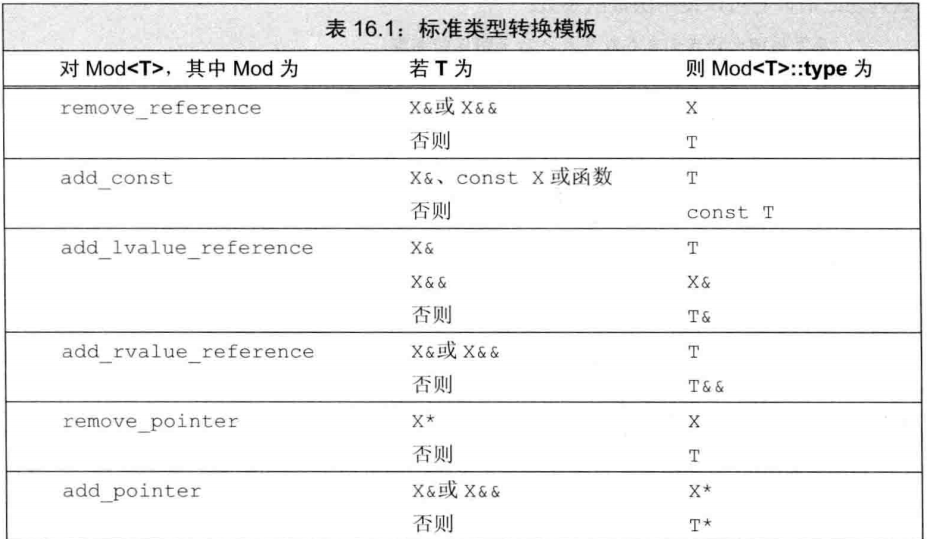 表 16.1：标准类型转换模板
对 Mod<T>，其中 Mod 为 若 T 为 则 Mod<T>::type 为
remove_reference X&或 X&& X
否则 T
add_const X&、const X 或函数 T
否则 const T
add_lvalue_reference X& T
X&& X&
否则 T&
add_rvalue_reference X&或 X&& T
否则 T&&
remove_pointer X* X
否则 T
add_pointer X&或 X&& X*
否则 T*